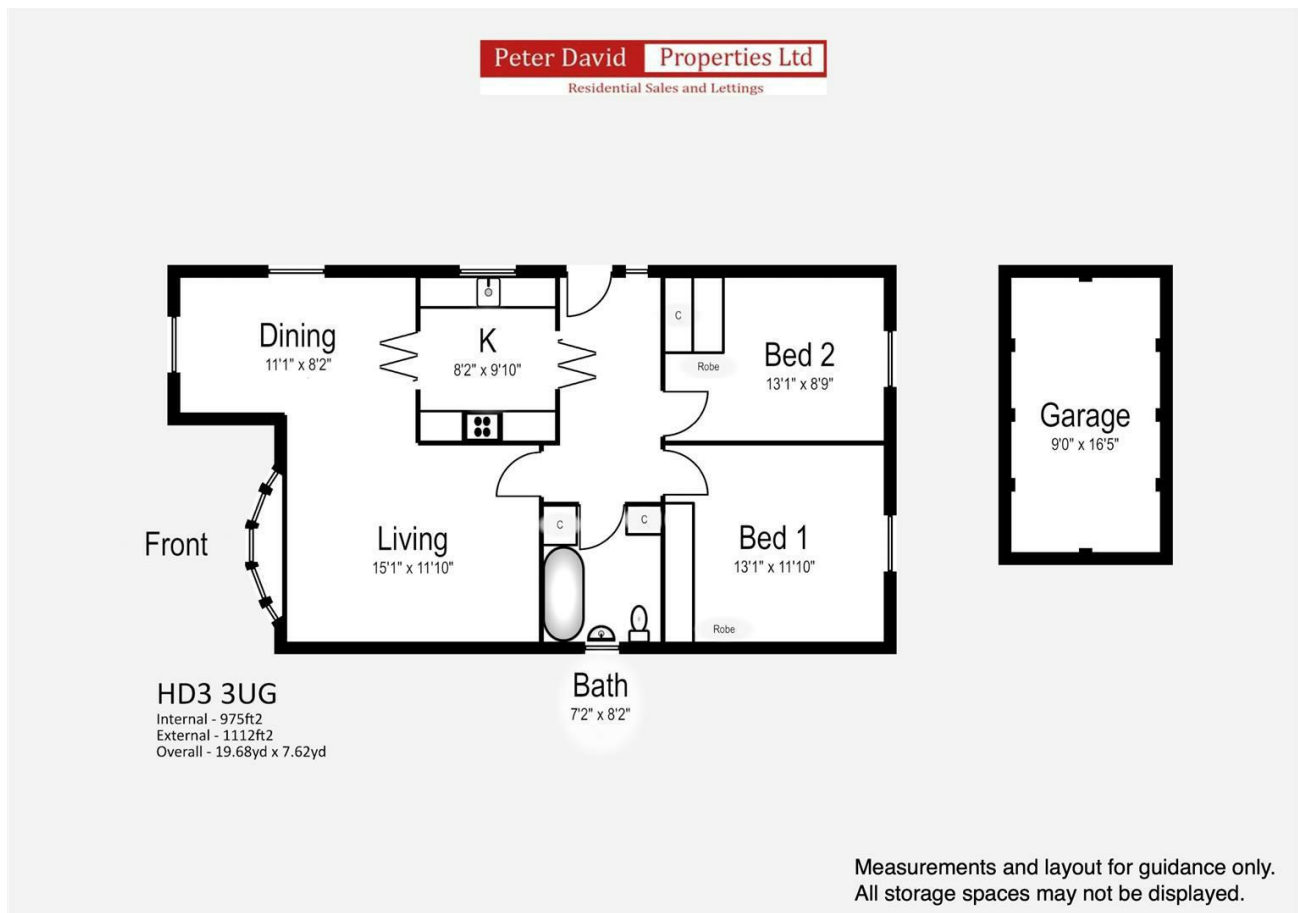 Peter David Properties Ltd
Residential Sales and Lettings
Dining
11'1" x 8'2"
K
8'2" x 9'10"
C
Robe
Bed 2
13'1" x 8'9"
Garage
9'0" x 16'5"
Front
Living
15'1" x 11'10"
C
C
Bed 1
13'1" x 11'10"
Robe
Bath
7'2" x 8'2"
HD3 3UG
Internal - 975ft2
External - 1112ft2
Overall - 19.68yd x 7.62yd
Measurements and layout for guidance only.
All storage spaces may not be displayed.